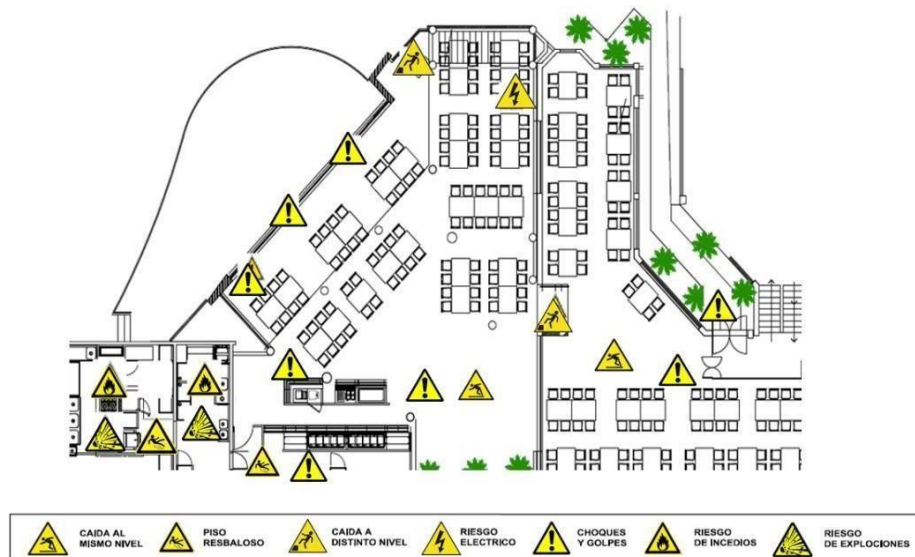 CAIDA AL
MISMO NIVEL
PISO
RESBALOSO
CAIDA A
DISTINTO NIVEL
RIESGO
ELECTRICO
CHOQUES
Y GOLPES
RIESGO
DE INCEDIOS
RIESGO
DE EXPLOCIONES